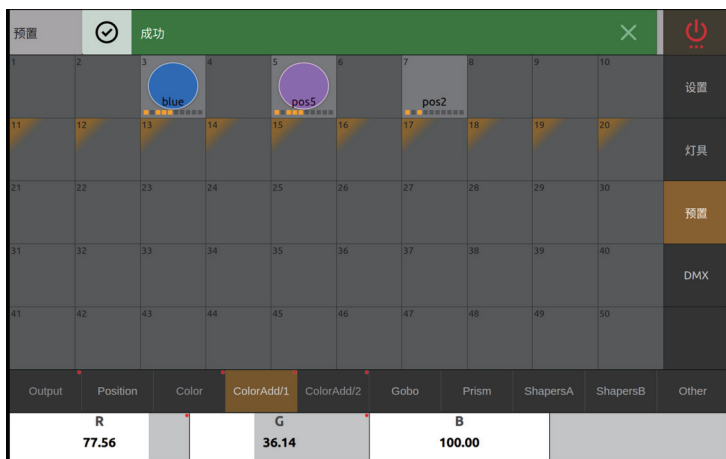 预置
成功
1 2 3 4 5 6 7 8 9 10
blue pos5 pos2
设置
11 12 13 14 15 16 17 18 19 20
灯具
21 22 23 24 25 26 27 28 29 30
预置
31 32 33 34 35 36 37 38 39 40
DMX
41 42 43 44 45 46 47 48 49 50
Output Position Color ColorAdd/1 ColorAdd/2 Gobo Prism ShapersA ShapersB Other
R G B
77.56 36.14 100.00